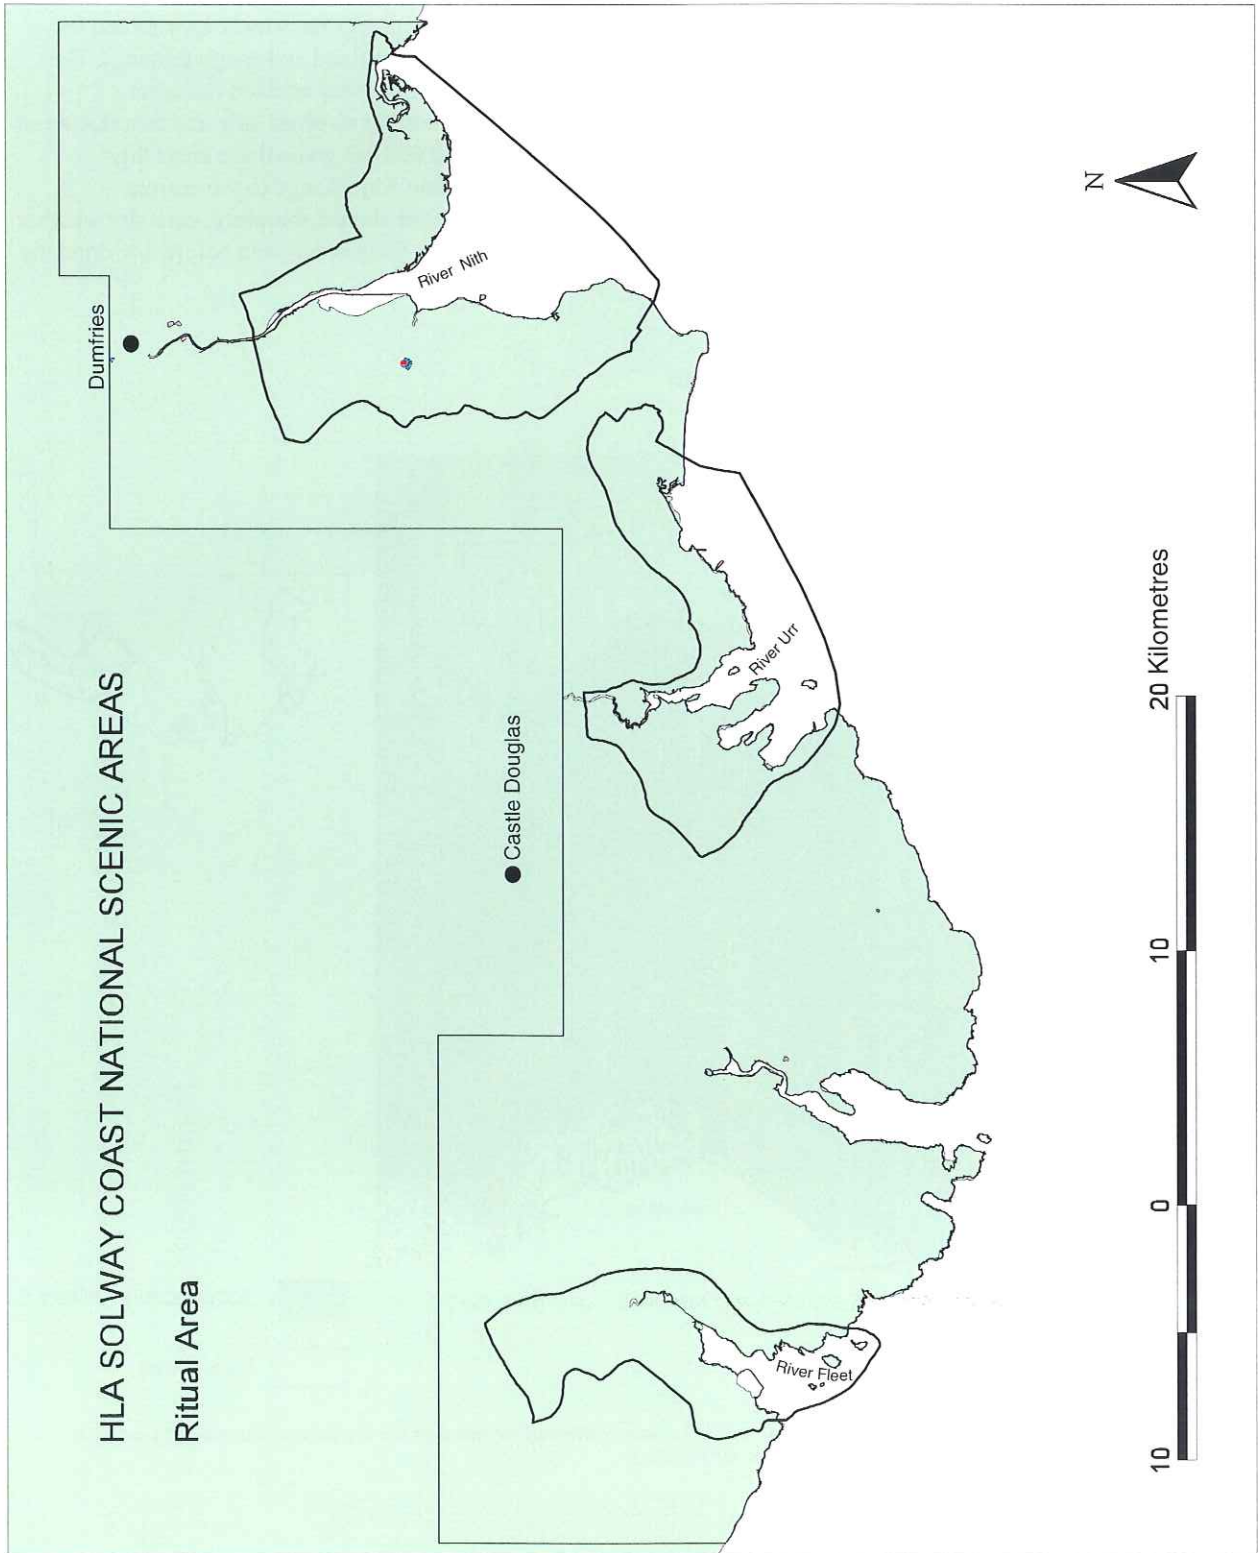 HLA SOLWAY COAST NATIONAL SCENIC AREAS
Ritual Area
Dumfries
River Nith
N
Castle Douglas
River Urr
River Fleet
10 0 10 20 Kilometres